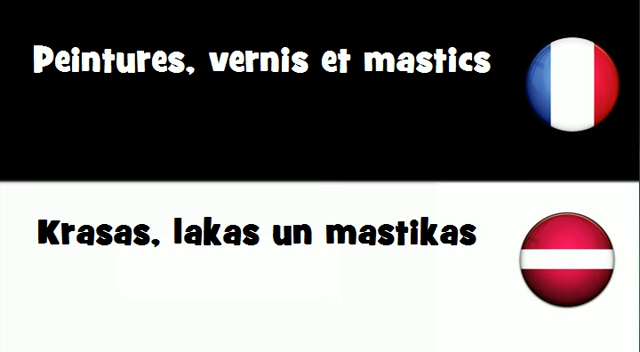 Peintures, vernis et mastics
Krasas, lakas un mastikas